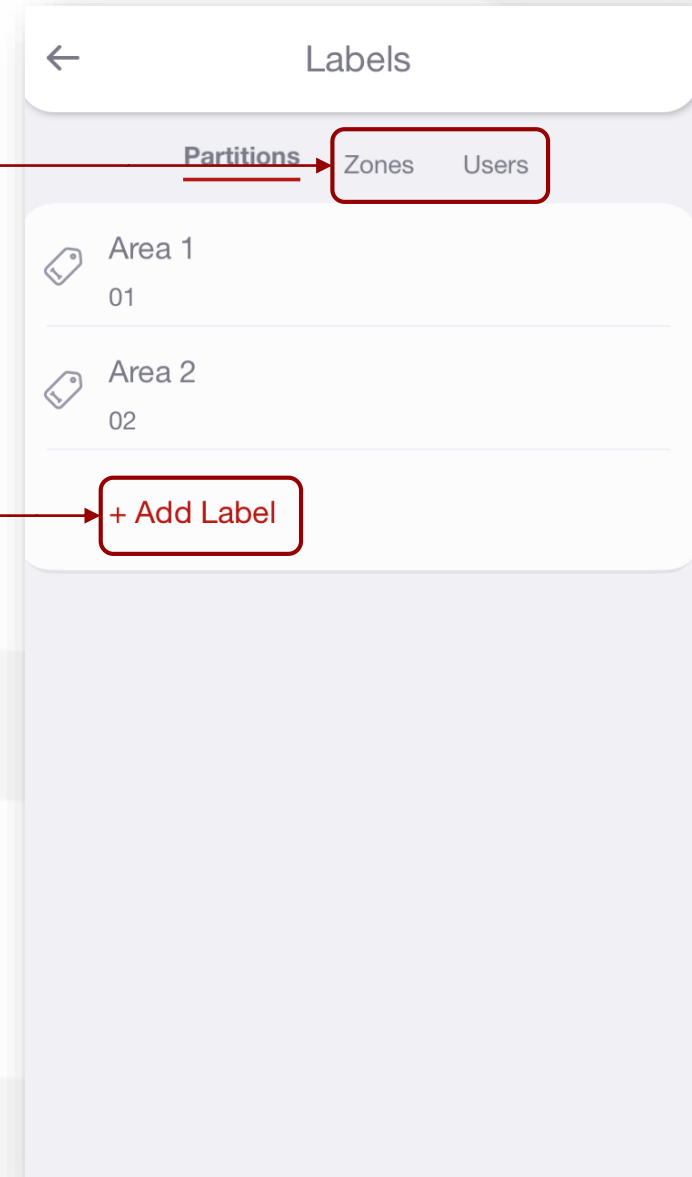 Labels
Partitions Zones Users
Area 1
01
Area 2
02
+ Add Label